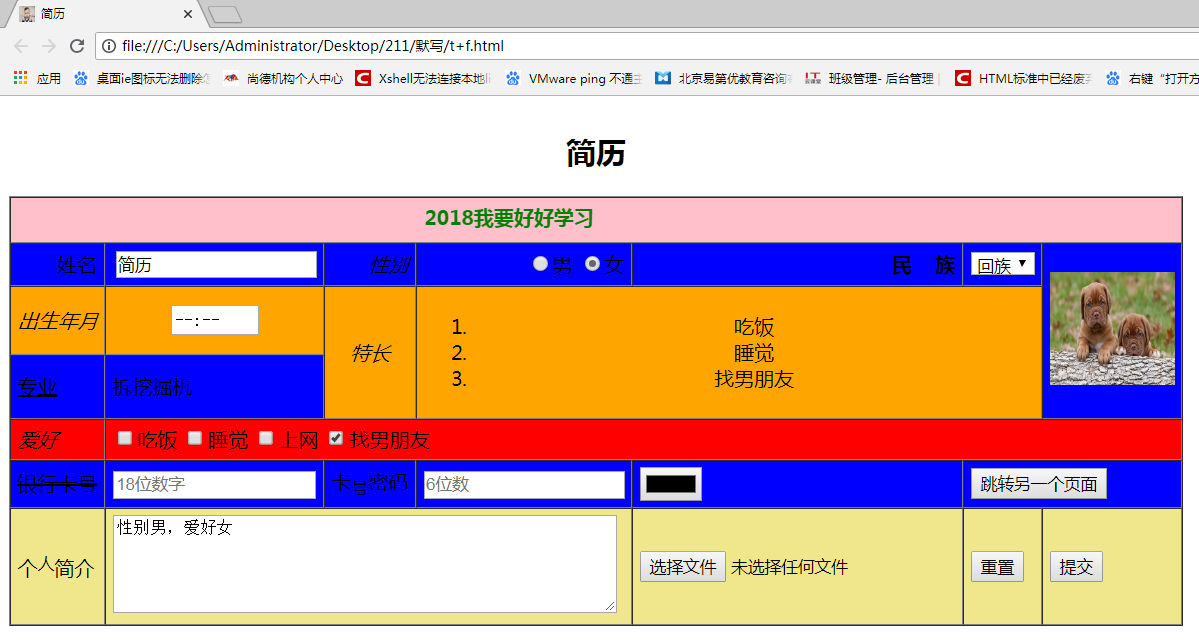 简历
file:///C:/Users/Administrator/Desktop/211/默写/t+f.html
应用 桌面ie图标无法删除 尚德机构个人中心 Xshell无法连接本地 VMware ping 不通主 北京易第优教育咨询 班级管理- 后台管理 | HTML标准中已经废弃 右键“打开方
简历
2018我要好好学习
姓名 简历 性别 男 女 民 族 回族
出生年月 --:-- 特长
1. 吃饭
2. 睡觉
3. 找男朋友
专业 拆挖掘机
爱好 吃饭 睡觉 上网 找男朋友
银行卡号 18位数字 卡号密码 6位数 跳转另一个页面
个人简介 性别男，爱好女 选择文件 未选择任何文件 重置 提交